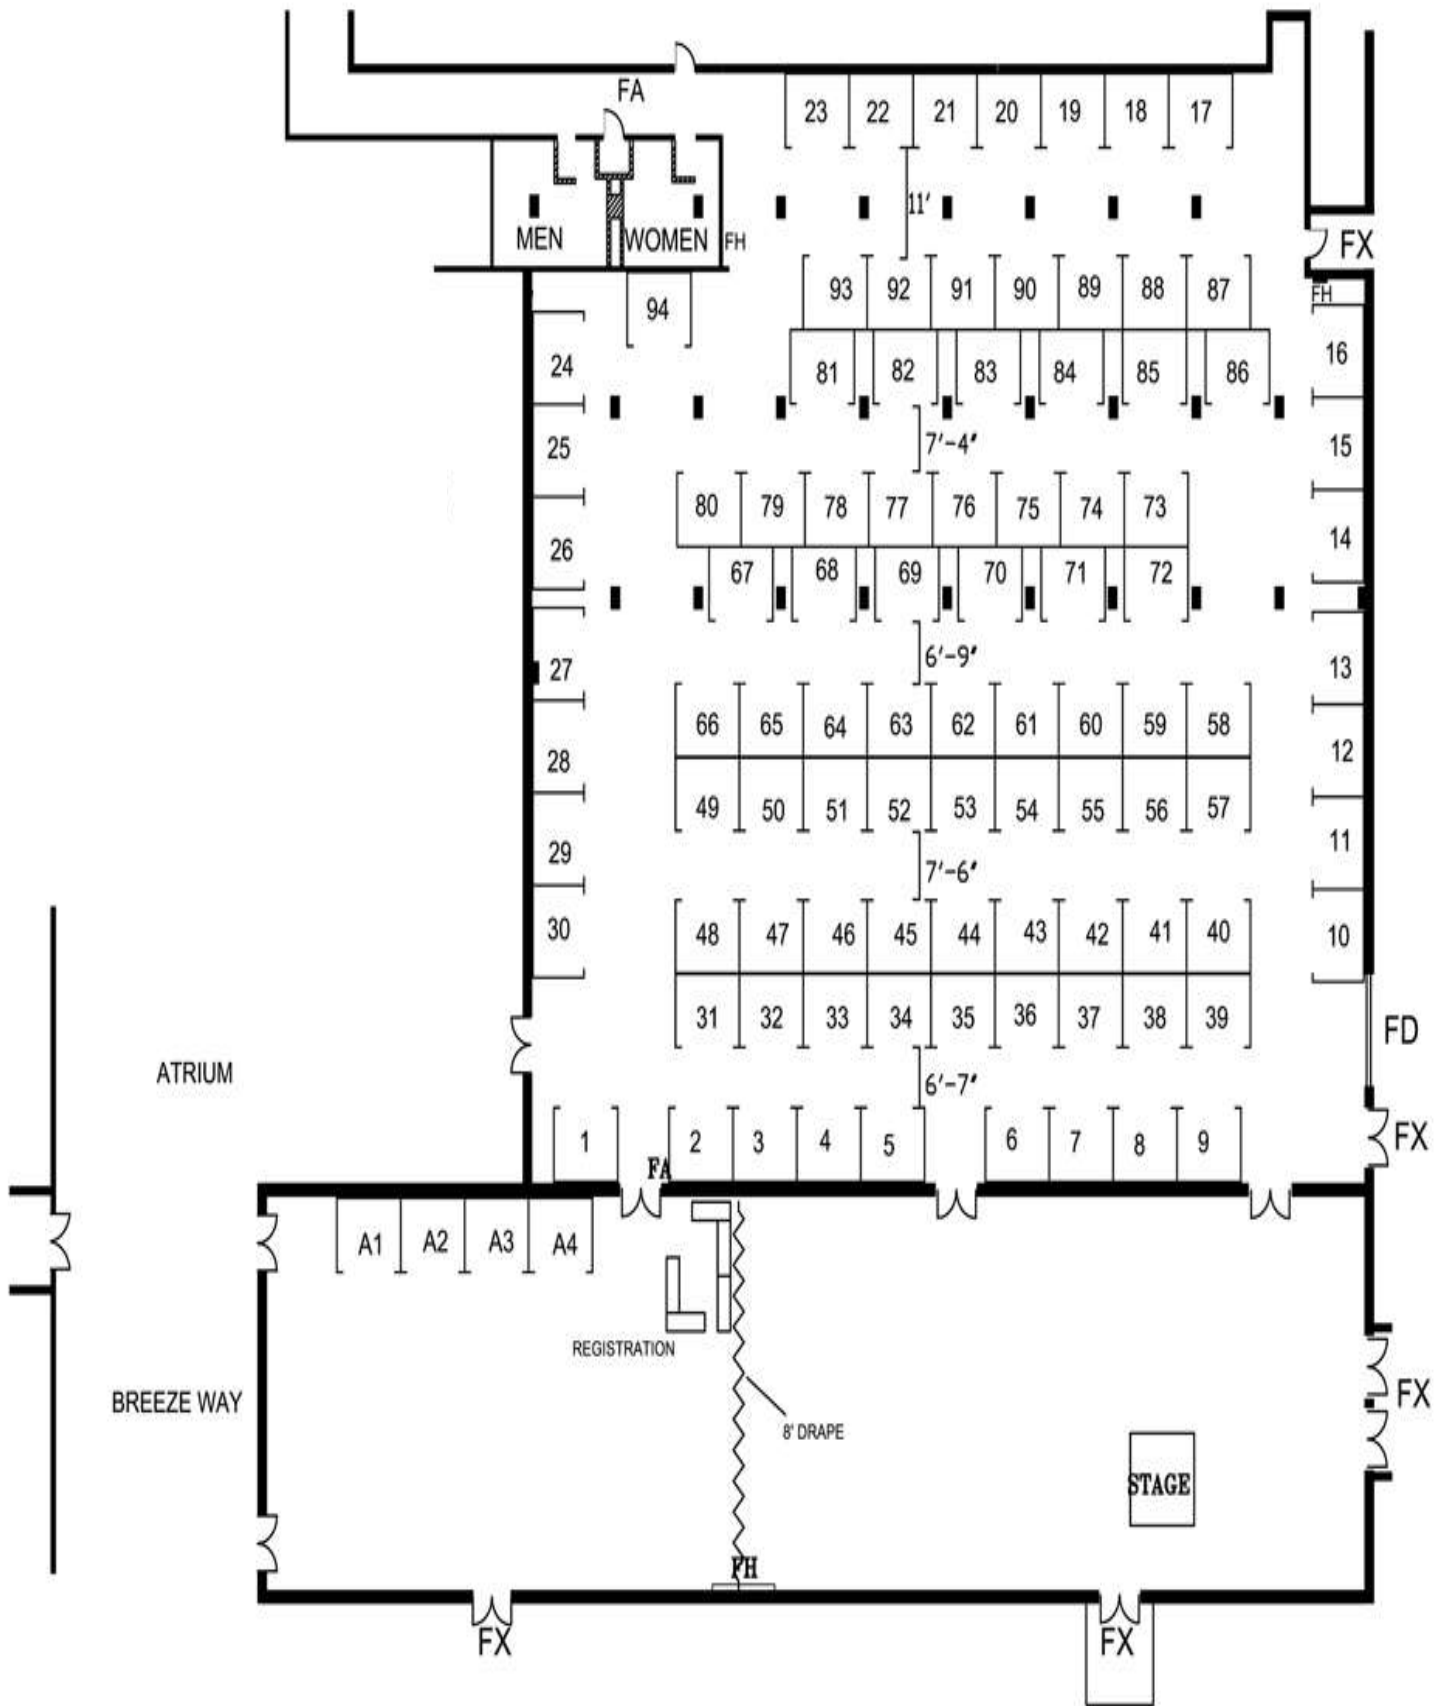 FA
23 22 21 20 19 18 17
11'
MEN WOMEN FH FX
93 92 91 90 89 88 87 FH
94
24 81 82 83 84 85 86 16
25 7'-4" 15
80 79 78 77 76 75 74 73
26 14
67 68 69 70 71 72
27 6'-9" 13
66 65 64 63 62 61 60 59 58
28 12
49 50 51 52 53 54 55 56 57
29 7'-6" 11
30 48 47 46 45 44 43 42 41 40 10
31 32 33 34 35 36 37 38 39 FD
ATRIUM 6'-7"
1 2 3 4 5 6 7 8 9 FX
FA
A1 A2 A3 A4
REGISTRATION
BREEZE WAY FX
8' DRAPE
STAGE
FH
FX FX